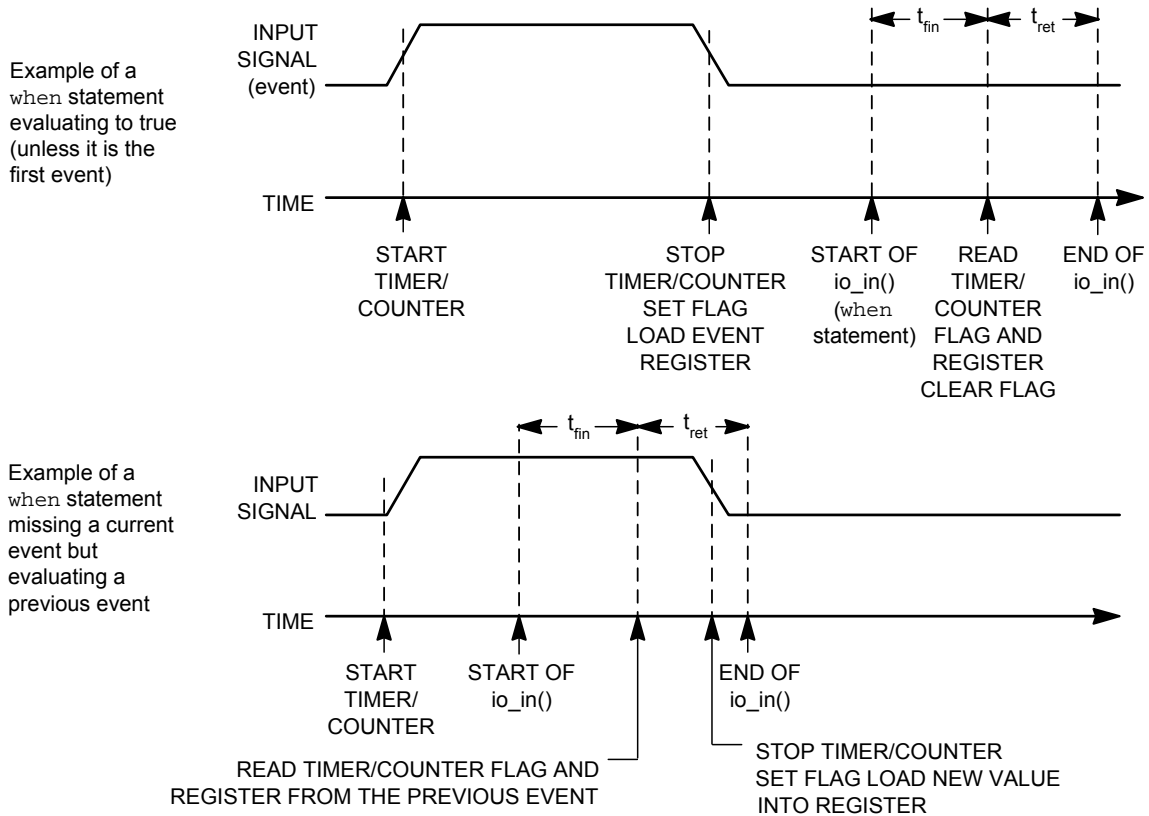 Example of a
when statement
evaluating to true
(unless it is the
first event)
INPUT
SIGNAL
(event)
t_fin
t_ret
TIME
START
TIMER/
COUNTER
STOP
TIMER/COUNTER
SET FLAG
LOAD EVENT
REGISTER
START OF
io_in()
(when
statement)
READ
TIMER/
COUNTER
FLAG AND
REGISTER
CLEAR FLAG
END OF
io_in()
Example of a
when statement
missing a current
event but
evaluating a
previous event
INPUT
SIGNAL
t_fin
t_ret
TIME
START
TIMER/
COUNTER
START OF
io_in()
END OF
io_in()
READ TIMER/COUNTER FLAG AND
REGISTER FROM THE PREVIOUS EVENT
STOP TIMER/COUNTER
SET FLAG LOAD NEW VALUE
INTO REGISTER